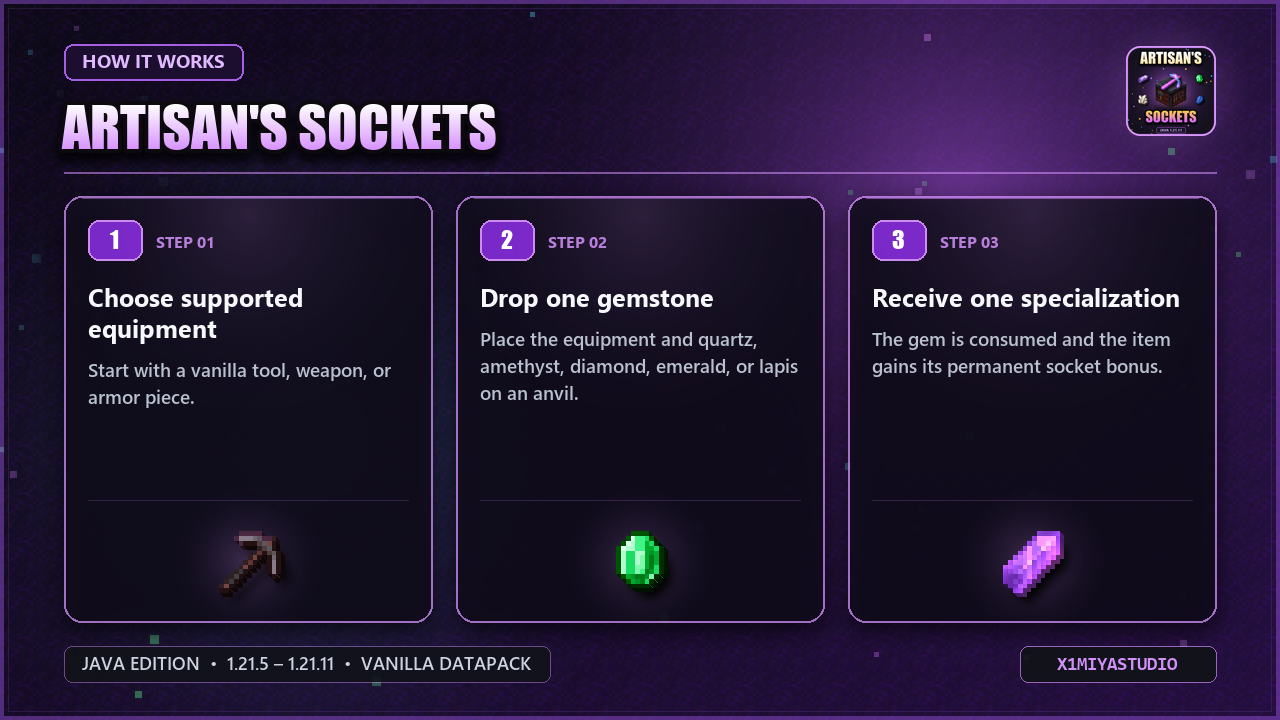 HOW IT WORKS
ARTISAN'S SOCKETS
ARTISAN'S
SOCKETS
1
STEP 01
Choose supported
equipment
Start with a vanilla tool, weapon, or
armor piece.
2
STEP 02
Drop one gemstone
Place the equipment and quartz,
amethyst, diamond, emerald, or lapis
on an anvil.
3
STEP 03
Receive one specialization
The gem is consumed and the item
gains its permanent socket bonus.
JAVA EDITION • 1.21.5 – 1.21.11 • VANILLA DATAPACK
X1MIYASTUDIO